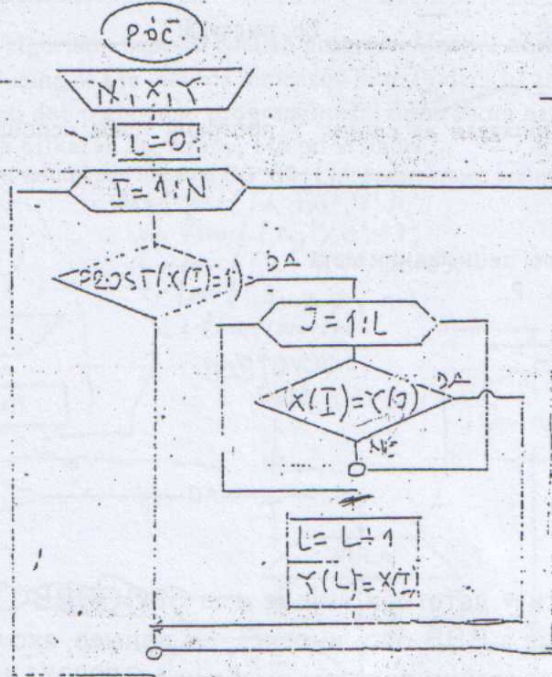 POČ
N, X, Y
L=0
I=1:N
PROST(X(I)=1)
DA
J=1:L
X(I)=Y(J)
DA
NE
L=L+1
Y(L)=X(I)